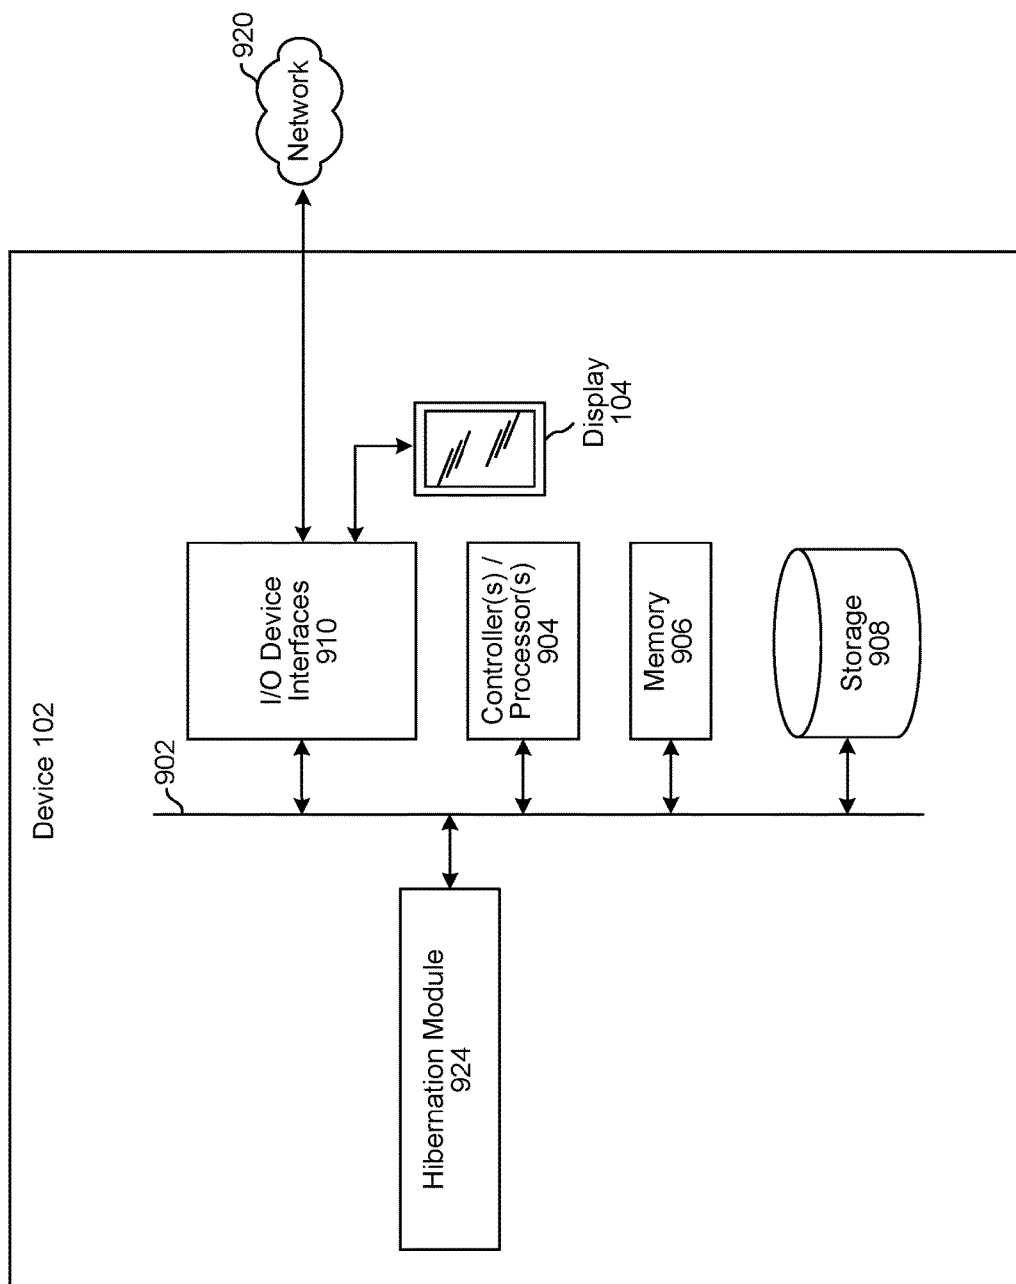 Device 102
902
Hibernation Module
924
I/O Device
Interfaces
910
Controller(s) /
Processor(s)
904
Memory
906
Storage
908
Display
104
Network
920